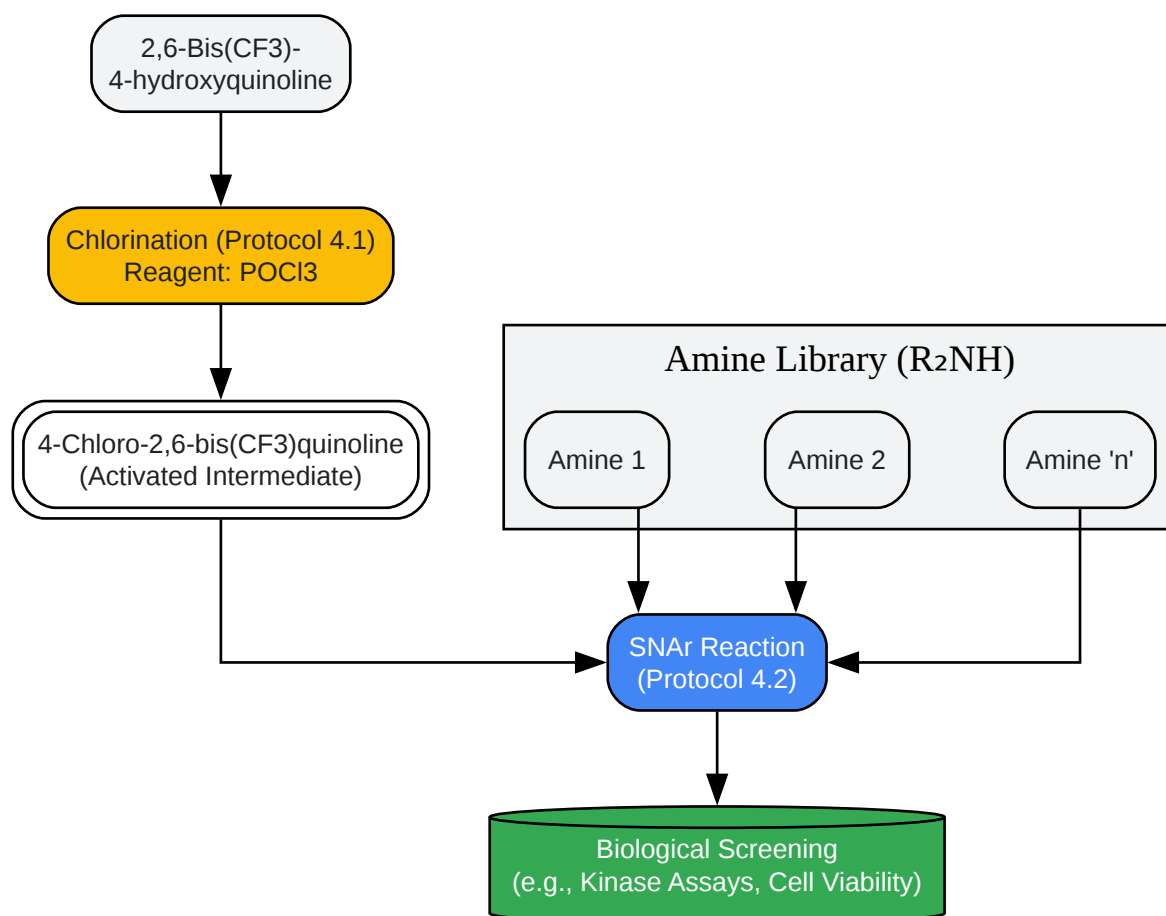 2,6-Bis(CF3)-
4-hydroxyquinoline
Chlorination (Protocol 4.1)
Reagent: POCl3
4-Chloro-2,6-bis(CF3)quinoline
(Activated Intermediate)
Amine Library (R₂NH)
Amine 1
Amine 2
Amine 'n'
SNAr Reaction
(Protocol 4.2)
Biological Screening
(e.g., Kinase Assays, Cell Viability)